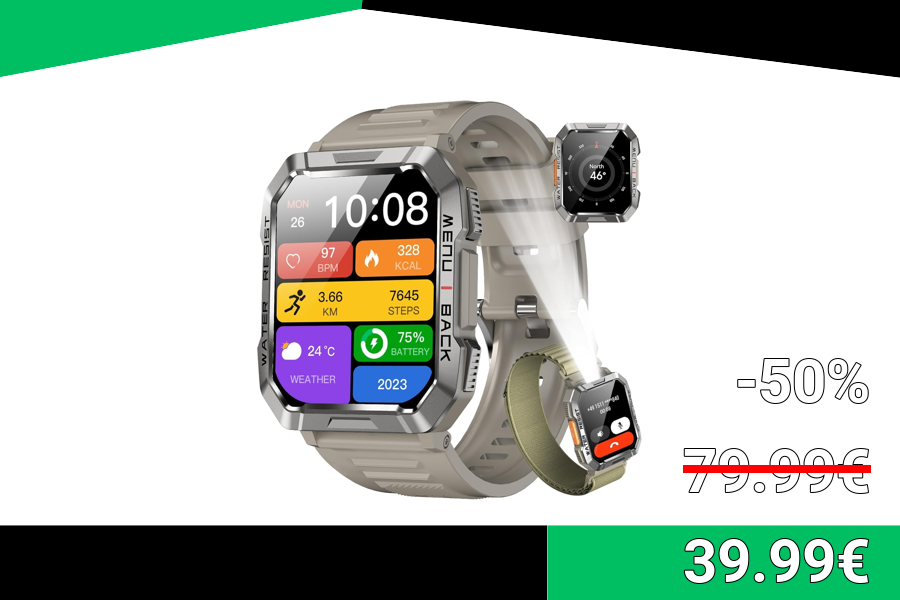 MON
26
10:08
97
BPM
328
KCAL
3.66
KM
7645
STEPS
24°C
WEATHER
75%
BATTERY
2023
WATER RESIST
MENU | BACK
North
46°
-50%
79.99€
39.99€